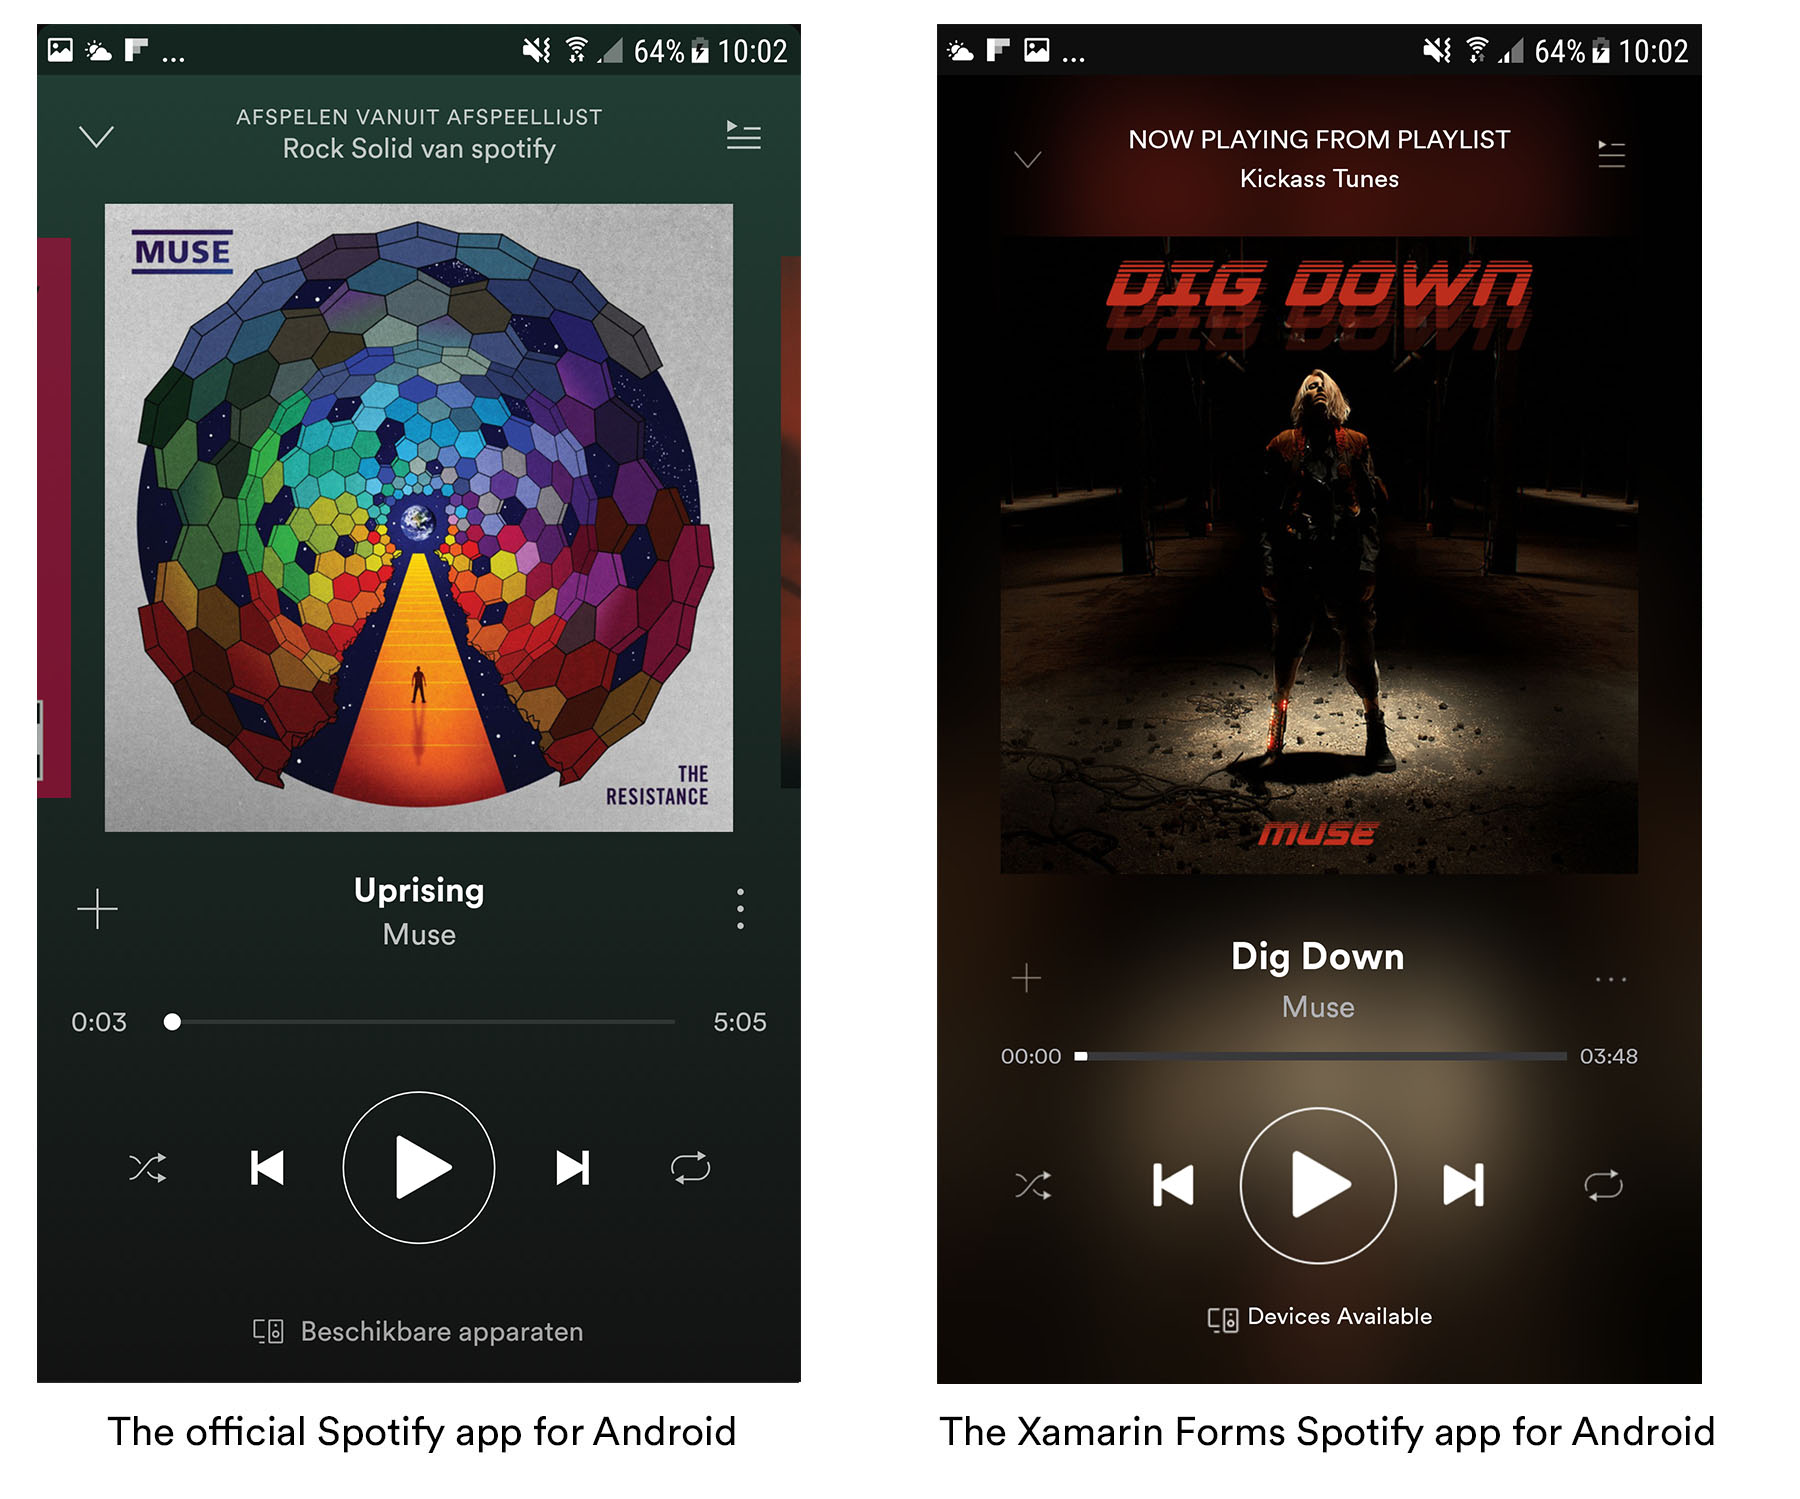 ... 64% 10:02
AFSPELEN VANUIT AFSPEELLIJST
Rock Solid van spotify
MUSE
THE
RESISTANCE
Uprising
Muse
0:03 5:05
Beschikbare apparaten
The official Spotify app for Android
... 64% 10:02
NOW PLAYING FROM PLAYLIST
Kickass Tunes
DIG DOWN
DIG DOWN
MUSE
Dig Down
Muse
00:00 03:48
Devices Available
The Xamarin Forms Spotify app for Android